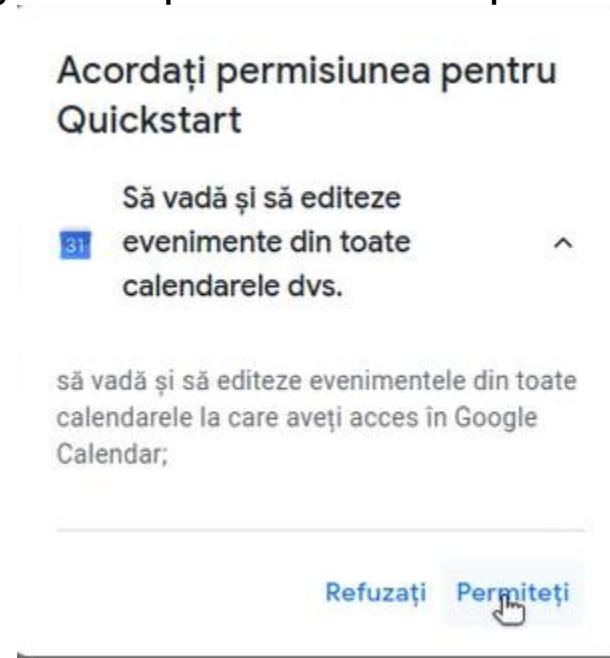 Acordați permisiunea pentru
Quickstart
Să vadă și să editeze
evenimente din toate
calendarele dvs.
31
să vadă și să editeze evenimentele din toate
calendarele la care aveți acces în Google
Calendar;
Refuzați Permiteți